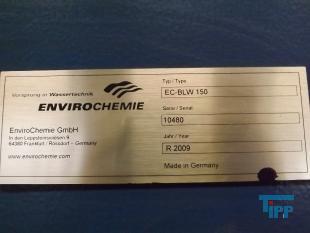 Vorsprung in Wassertechnik
ENVIROCHEMIE
EnviroChemie GmbH
In den Leppsteinswiesen 9
64380 Frankfurt / Rossdorf – Germany
www.envirochemie.com
Typ / Type
EC-BLW 150
Serie / Serial
10480
Jahr / Year
R 2009
Made in Germany
TIPP